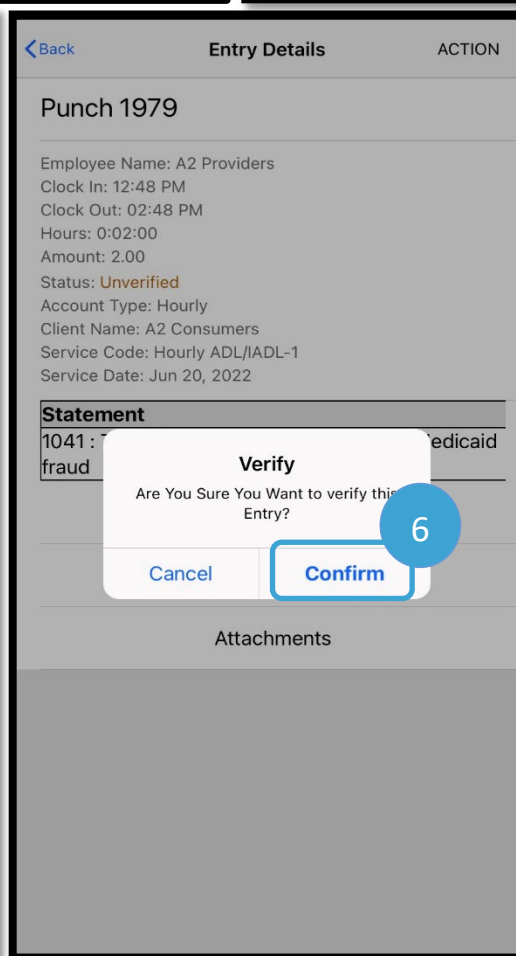 Back Entry Details ACTION
Punch 1979
Employee Name: A2 Providers
Clock In: 12:48 PM
Clock Out: 02:48 PM
Hours: 0:02:00
Amount: 2.00
Status: Unverified
Account Type: Hourly
Client Name: A2 Consumers
Service Code: Hourly ADL/IADL-1
Service Date: Jun 20, 2022
Statement
1041 :
fraud
Verify
Are You Sure You Want to verify this
Entry?
6
Cancel Confirm
Attachments